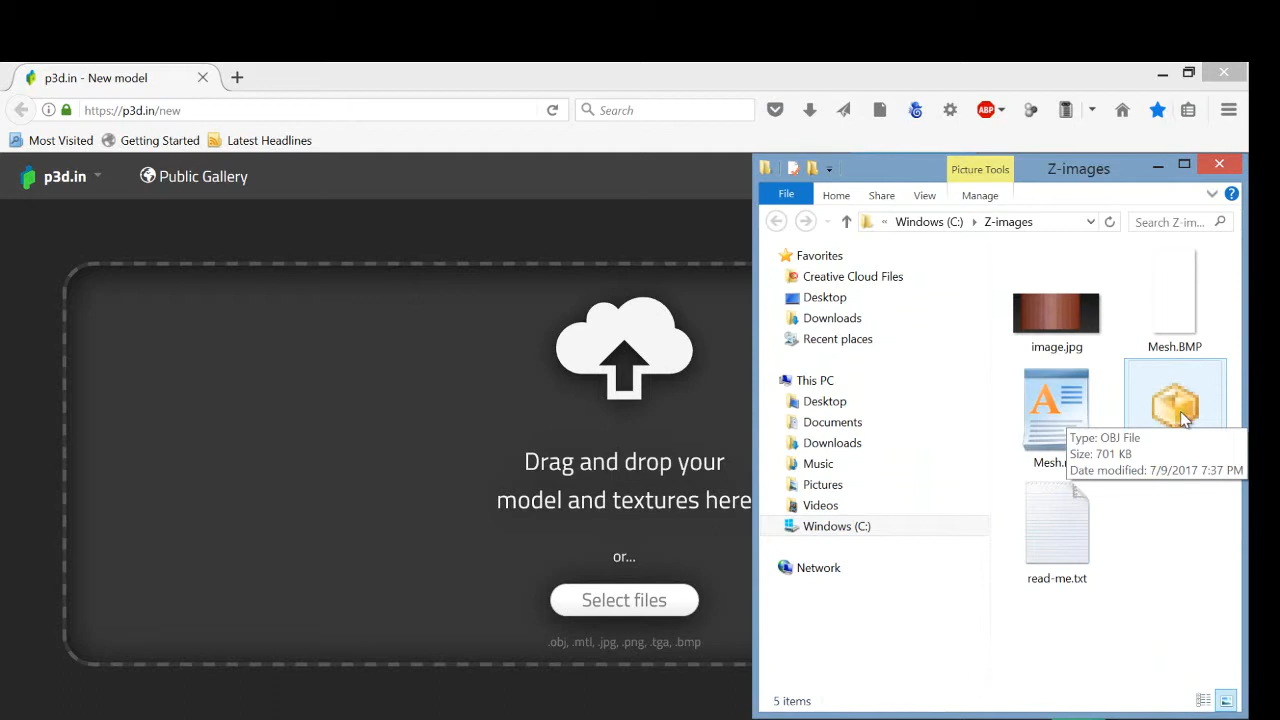 p3d.in - New model
https://p3d.in/new
Search
ABP
Most Visited
Getting Started
Latest Headlines
p3d.in
Public Gallery
Drag and drop your
model and textures here
or...
Select files
.obj, .mtl, .jpg, .png, .tga, .bmp
Picture Tools
Z-images
File
Home
Share
View
Manage
« Windows (C:)
Z-images
Search Z-im...
Favorites
Creative Cloud Files
Desktop
Downloads
Recent places
This PC
Desktop
Documents
Downloads
Music
Pictures
Videos
Windows (C:)
Network
image.jpg
Mesh.BMP
A
Mesh.
Type: OBJ File
Size: 701 KB
Date modified: 7/9/2017 7:37 PM
read-me.txt
5 items